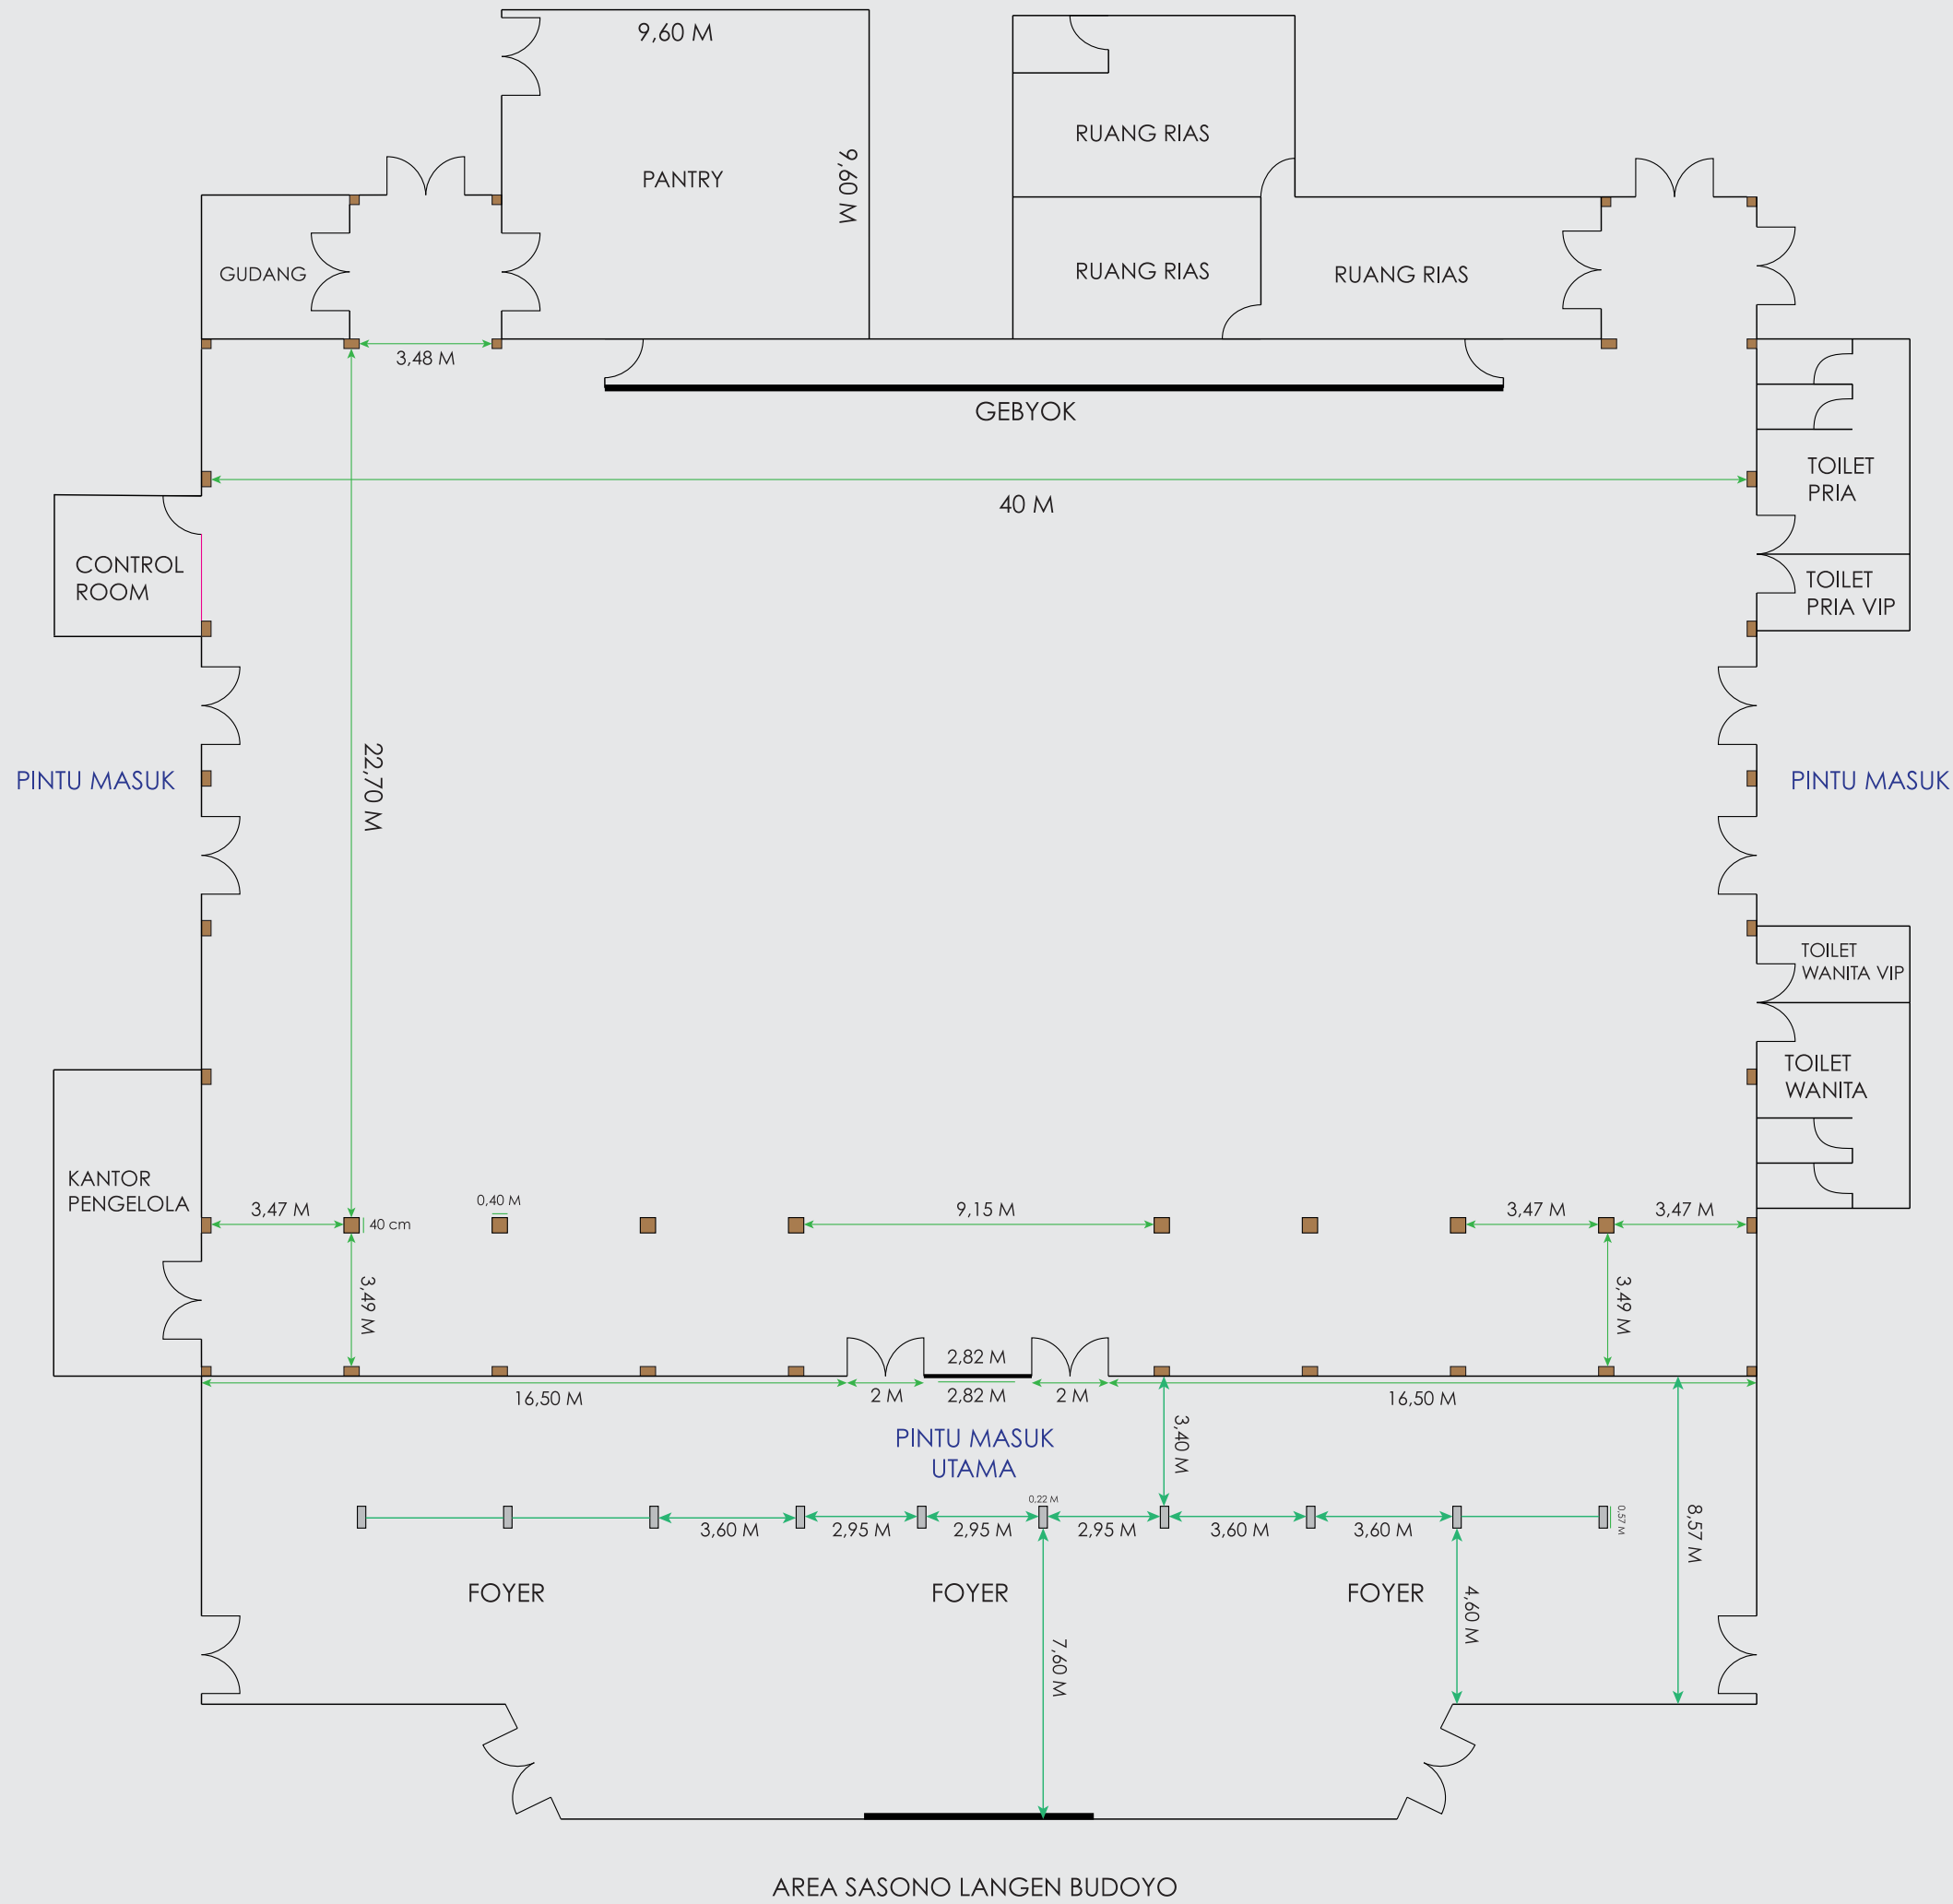 9,60 M
RUANG RIAS
9,60 M
PANTRY
GUDANG
RUANG RIAS
RUANG RIAS
3,48 M
GEBYOK
TOILET
PRIA
40 M
CONTROL
ROOM
TOILET
PRIA VIP
22,70 M
PINTU MASUK
PINTU MASUK
TOILET
WANITA VIP
TOILET
WANITA
KANTOR
PENGELOLA
3,47 M
40 cm
0,40 M
9,15 M
3,47 M
3,47 M
3,49 M
3,49 M
2,82 M
16,50 M
2 M
2,82 M
2 M
16,50 M
PINTU MASUK
UTAMA
3,40 M
0,22 M
3,60 M
2,95 M
2,95 M
2,95 M
3,60 M
3,60 M
0,57 M
8,57 M
FOYER
FOYER
FOYER
4,60 M
7,60 M
AREA SASONO LANGEN BUDOYO